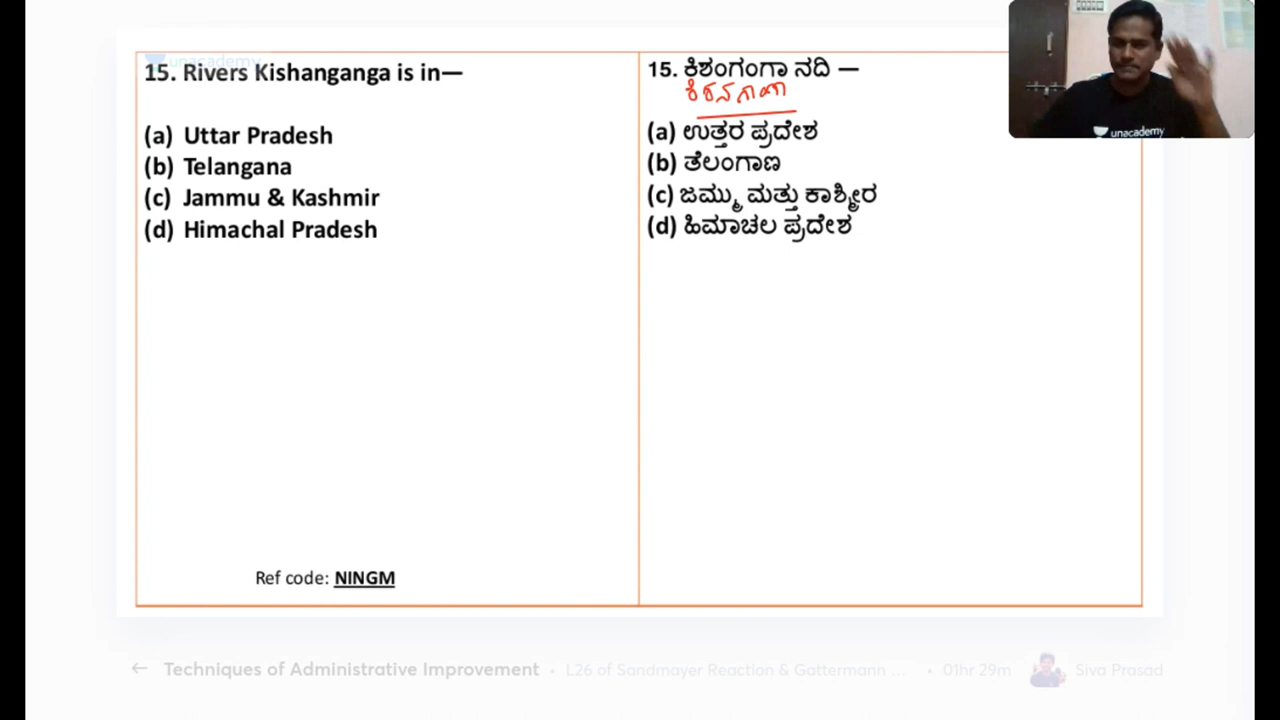 unacademy
15. Rivers Kishanganga is in—
(a) Uttar Pradesh
(b) Telangana
(c) Jammu & Kashmir
(d) Himachal Pradesh
Ref code: NINGM
15. ಕಿಶಂಗಂಗಾ ನದಿ —
(a) ಉತ್ತರ ಪ್ರದೇಶ
(b) ತೆಲಂಗಾಣ
(c) ಜಮ್ಮು ಮತ್ತು ಕಾಶ್ಮೀರ
(d) ಹಿಮಾಚಲ ಪ್ರದೇಶ
unacademy
← Techniques of Administrative Improvement • L26 of Sandmayer Reaction & Gattermann ... • 01hr 29m Siva Prasad